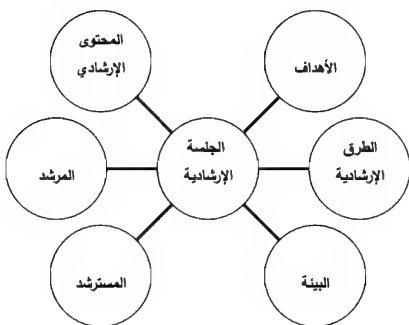 الأهداف
المحتوى
الإرشادي
الطرق
الإرشادية
الجلسة
الإرشادية
المرشد
البيئة
المسترشد